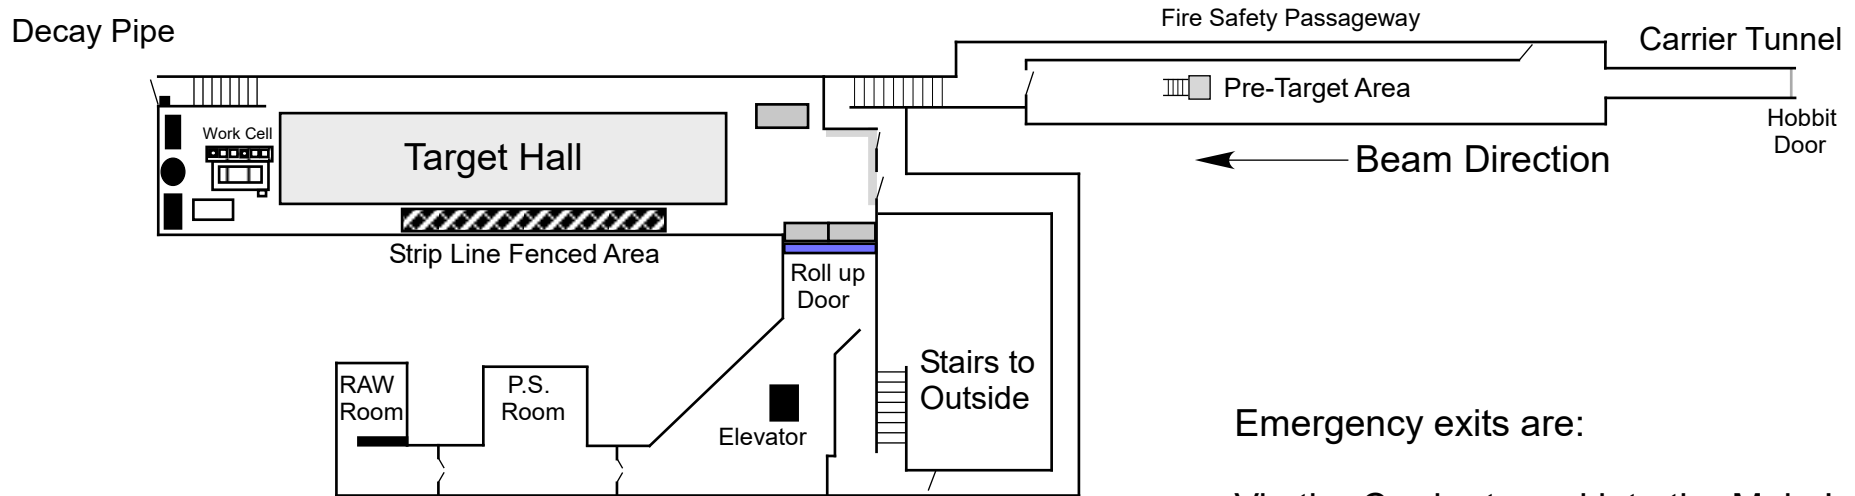 Fire Safety Passageway
Decay Pipe
Carrier Tunnel
Pre-Target Area
Hobbit
Door
Work Cell
Target Hall
Beam Direction
Strip Line Fenced Area
Roll up
Door
Stairs to
Outside
RAW
Room
P.S.
Room
Elevator
Emergency exits are: